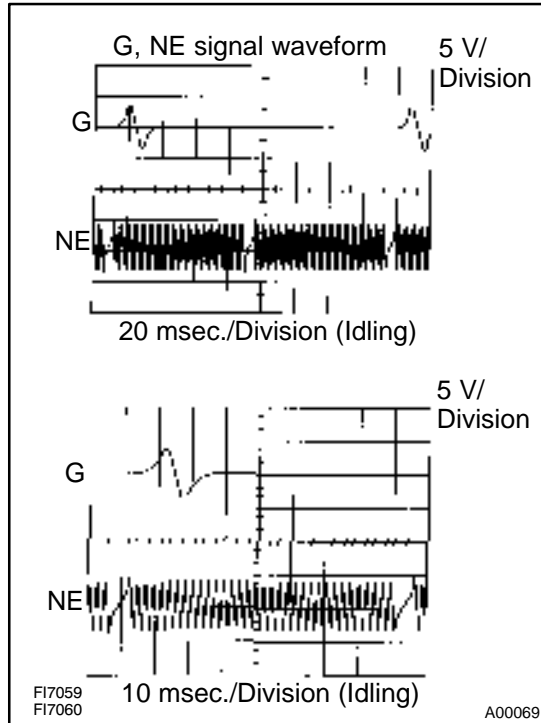 G, NE signal waveform
5 V/
Division
G
NE
20 msec./Division (Idling)
5 V/
Division
G
NE
10 msec./Division (Idling)
FI7059
FI7060
A00069